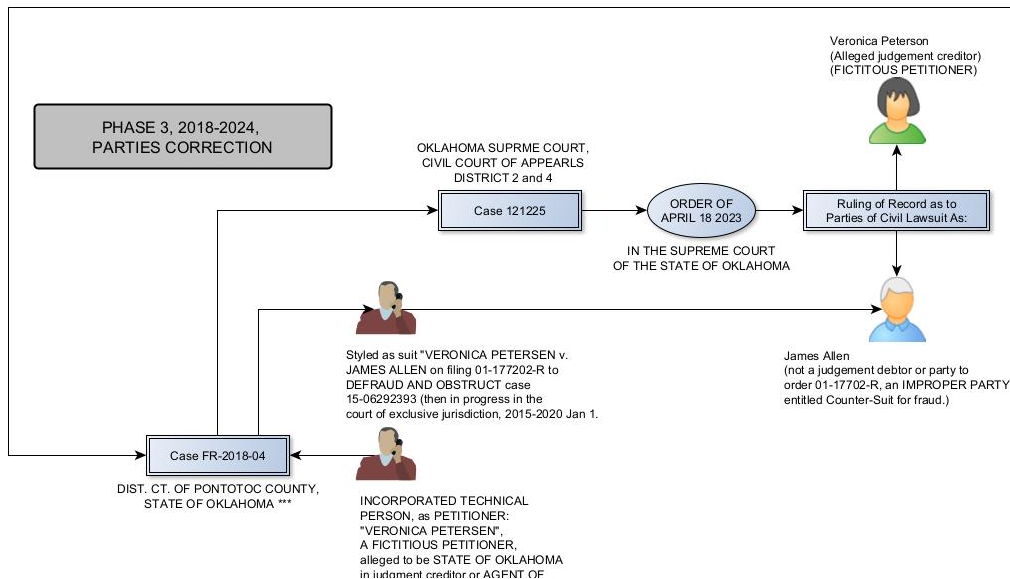 Veronica Peterson
(Alleged judgement creditor)
(FICTITOUS PETITIONER)
PHASE 3, 2018-2024,
PARTIES CORRECTION
OKLAHOMA SUPRME COURT,
CIVIL COURT OF APPEARLS
DISTRICT 2 and 4
Case 121225
ORDER OF
APRIL 18 2023
Ruling of Record as to
Parties of Civil Lawsuit As:
IN THE SUPREME COURT
OF THE STATE OF OKLAHOMA
Styled as suit "VERONICA PETERSEN v.
JAMES ALLEN on filing 01-177202-R to
DEFRAUD AND OBSTRUCT case
15-06292393 (then in progress in the
court of exclusive jurisdiction, 2015-2020 Jan 1.
James Allen
(not a judgement debtor or party to
order 01-17702-R, an IMPROPER PARTY
entitled Counter-Suit for fraud.)
Case FR-2018-04
DIST. CT. OF PONTOTOC COUNTY,
STATE OF OKLAHOMA ***
INCORPORATED TECHNICAL
PERSON, as PETITIONER:
"VERONICA PETERSEN",
A FICTITIOUS PETITIONER,
alleged to be STATE OF OKLAHOMA
in judgment creditor or AGENT OF